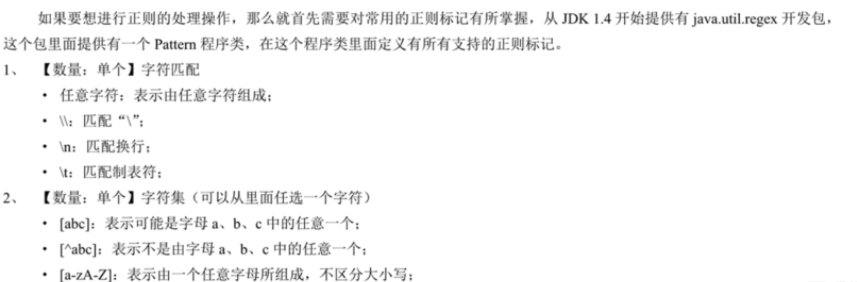 如果要想进行正则的处理操作，那么就首先需要对常用的正则标记有所掌握，从 JDK 1.4 开始提供有 java.util.regex 开发包，
这个包里面提供有一个 Pattern 程序类，在这个程序类里面定义有所有支持的正则标记。
1、 【数量：单个】字符匹配
• 任意字符：表示由任意字符组成；
• \\：匹配“\”；
• \n：匹配换行；
• \t：匹配制表符；
2、 【数量：单个】字符集（可以从里面任选一个字符）
• [abc]：表示可能是字母 a、b、c 中的任意一个；
• [^abc]：表示不是由字母 a、b、c 中的任意一个；
• [a-zA-Z]：表示由一个任意字母所组成，不区分大小写；